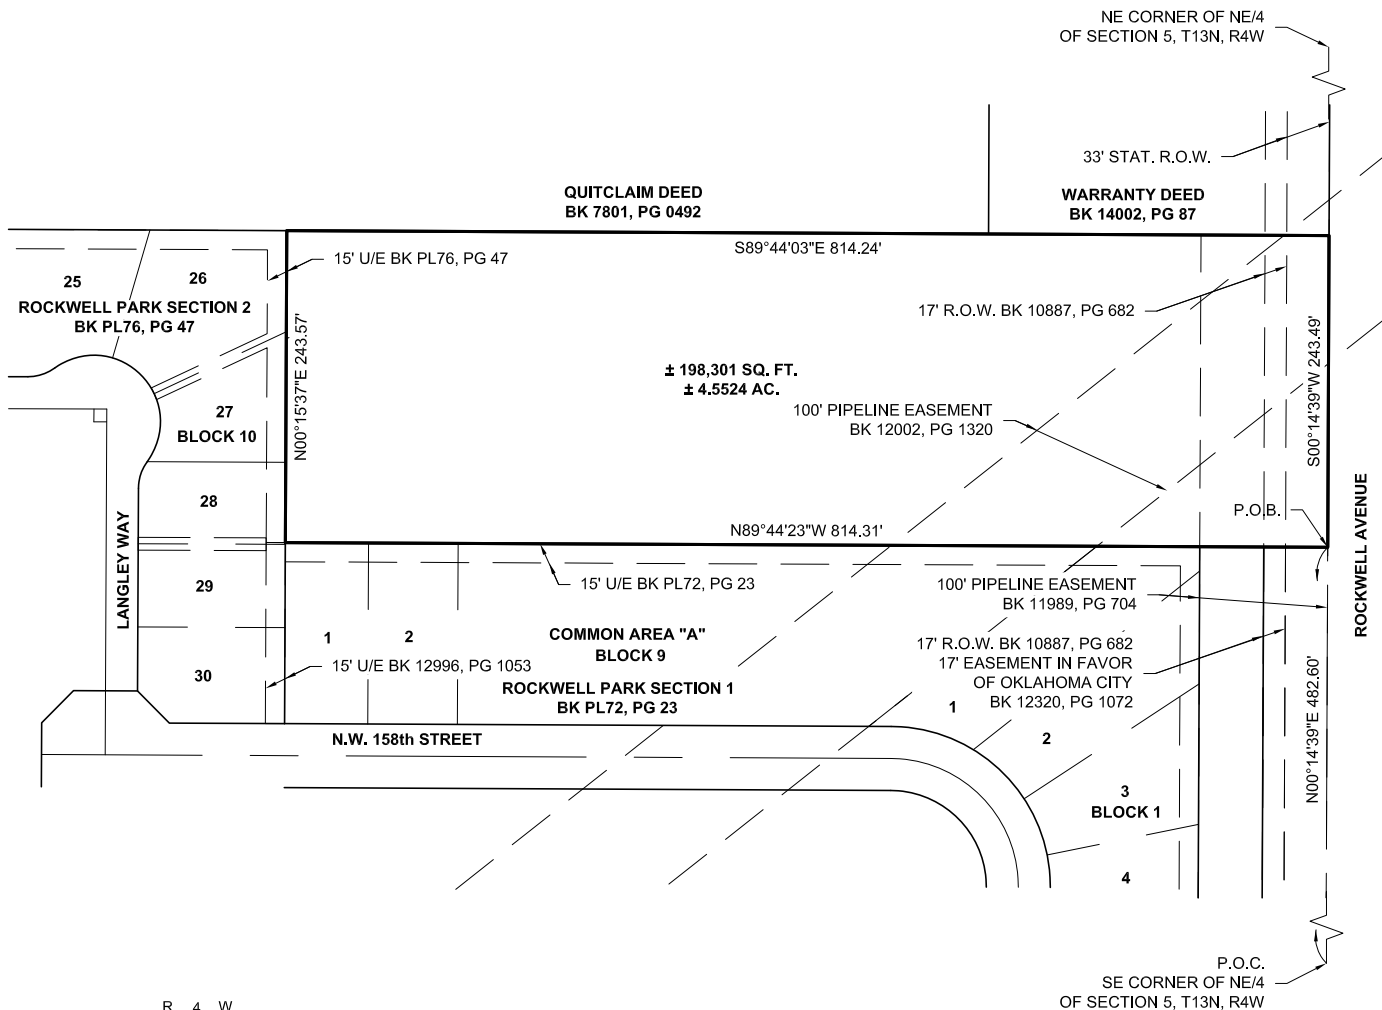 NE CORNER OF NE/4
OF SECTION 5, T13N, R4W
33' STAT. R.O.W.
QUITCLAIM DEED
BK 7801, PG 0492
WARRANTY DEED
BK 14002, PG 87
S89°44'03"E 814.24'
15' U/E BK PL76, PG 47
25
26
ROCKWELL PARK SECTION 2
BK PL76, PG 47
17' R.O.W. BK 10887, PG 682
N00°15'37"E 243.57'
S00°14'39"W 243.49'
± 198,301 SQ. FT.
± 4.5524 AC.
100' PIPELINE EASEMENT
BK 12002, PG 1320
27
BLOCK 10
28
P.O.B.
N89°44'23"W 814.31'
LANGLEY WAY
ROCKWELL AVENUE
29
15' U/E BK PL72, PG 23
100' PIPELINE EASEMENT
BK 11989, PG 704
1
2
COMMON AREA "A"
BLOCK 9
17' R.O.W. BK 10887, PG 682
17' EASEMENT IN FAVOR
OF OKLAHOMA CITY
BK 12320, PG 1072
30
15' U/E BK 12996, PG 1053
ROCKWELL PARK SECTION 1
BK PL72, PG 23
N00°14'39"E 482.60'
1
2
N.W. 158th STREET
3
BLOCK 1
4
P.O.C.
SE CORNER OF NE/4
OF SECTION 5, T13N, R4W
R 4 W